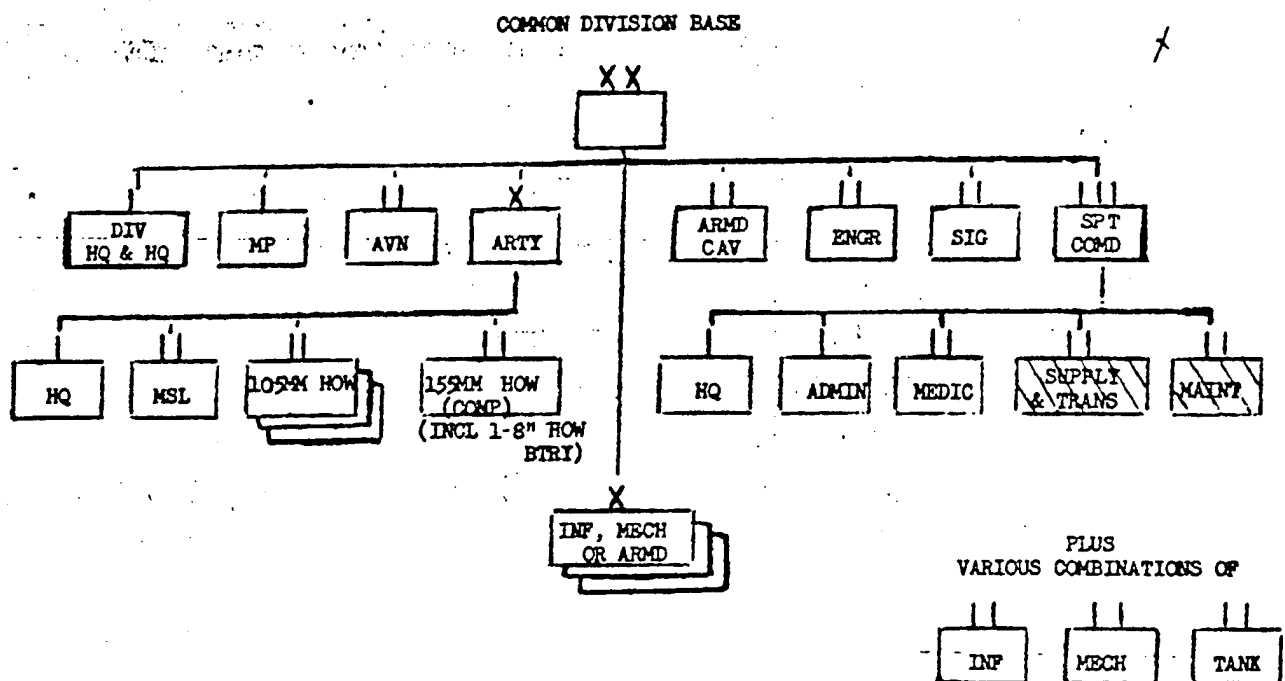 COMMON DIVISION BASE
X X
DIV
HQ & HQ
MP
AVN
X
ARTY
ARMD
CAV
ENGR
SIG
SPT
COMD
HQ
MSL
105MM HOW
155MM HOW
(COMP)
(INCL 1-8" HOW
BTRI)
HQ
ADMIN
MEDIC
SUPPLY
& TRANS
MAINT
X
INF, MECH
OR ARMD
PLUS
VARIOUS COMBINATIONS OF
INF
MECH
TANK